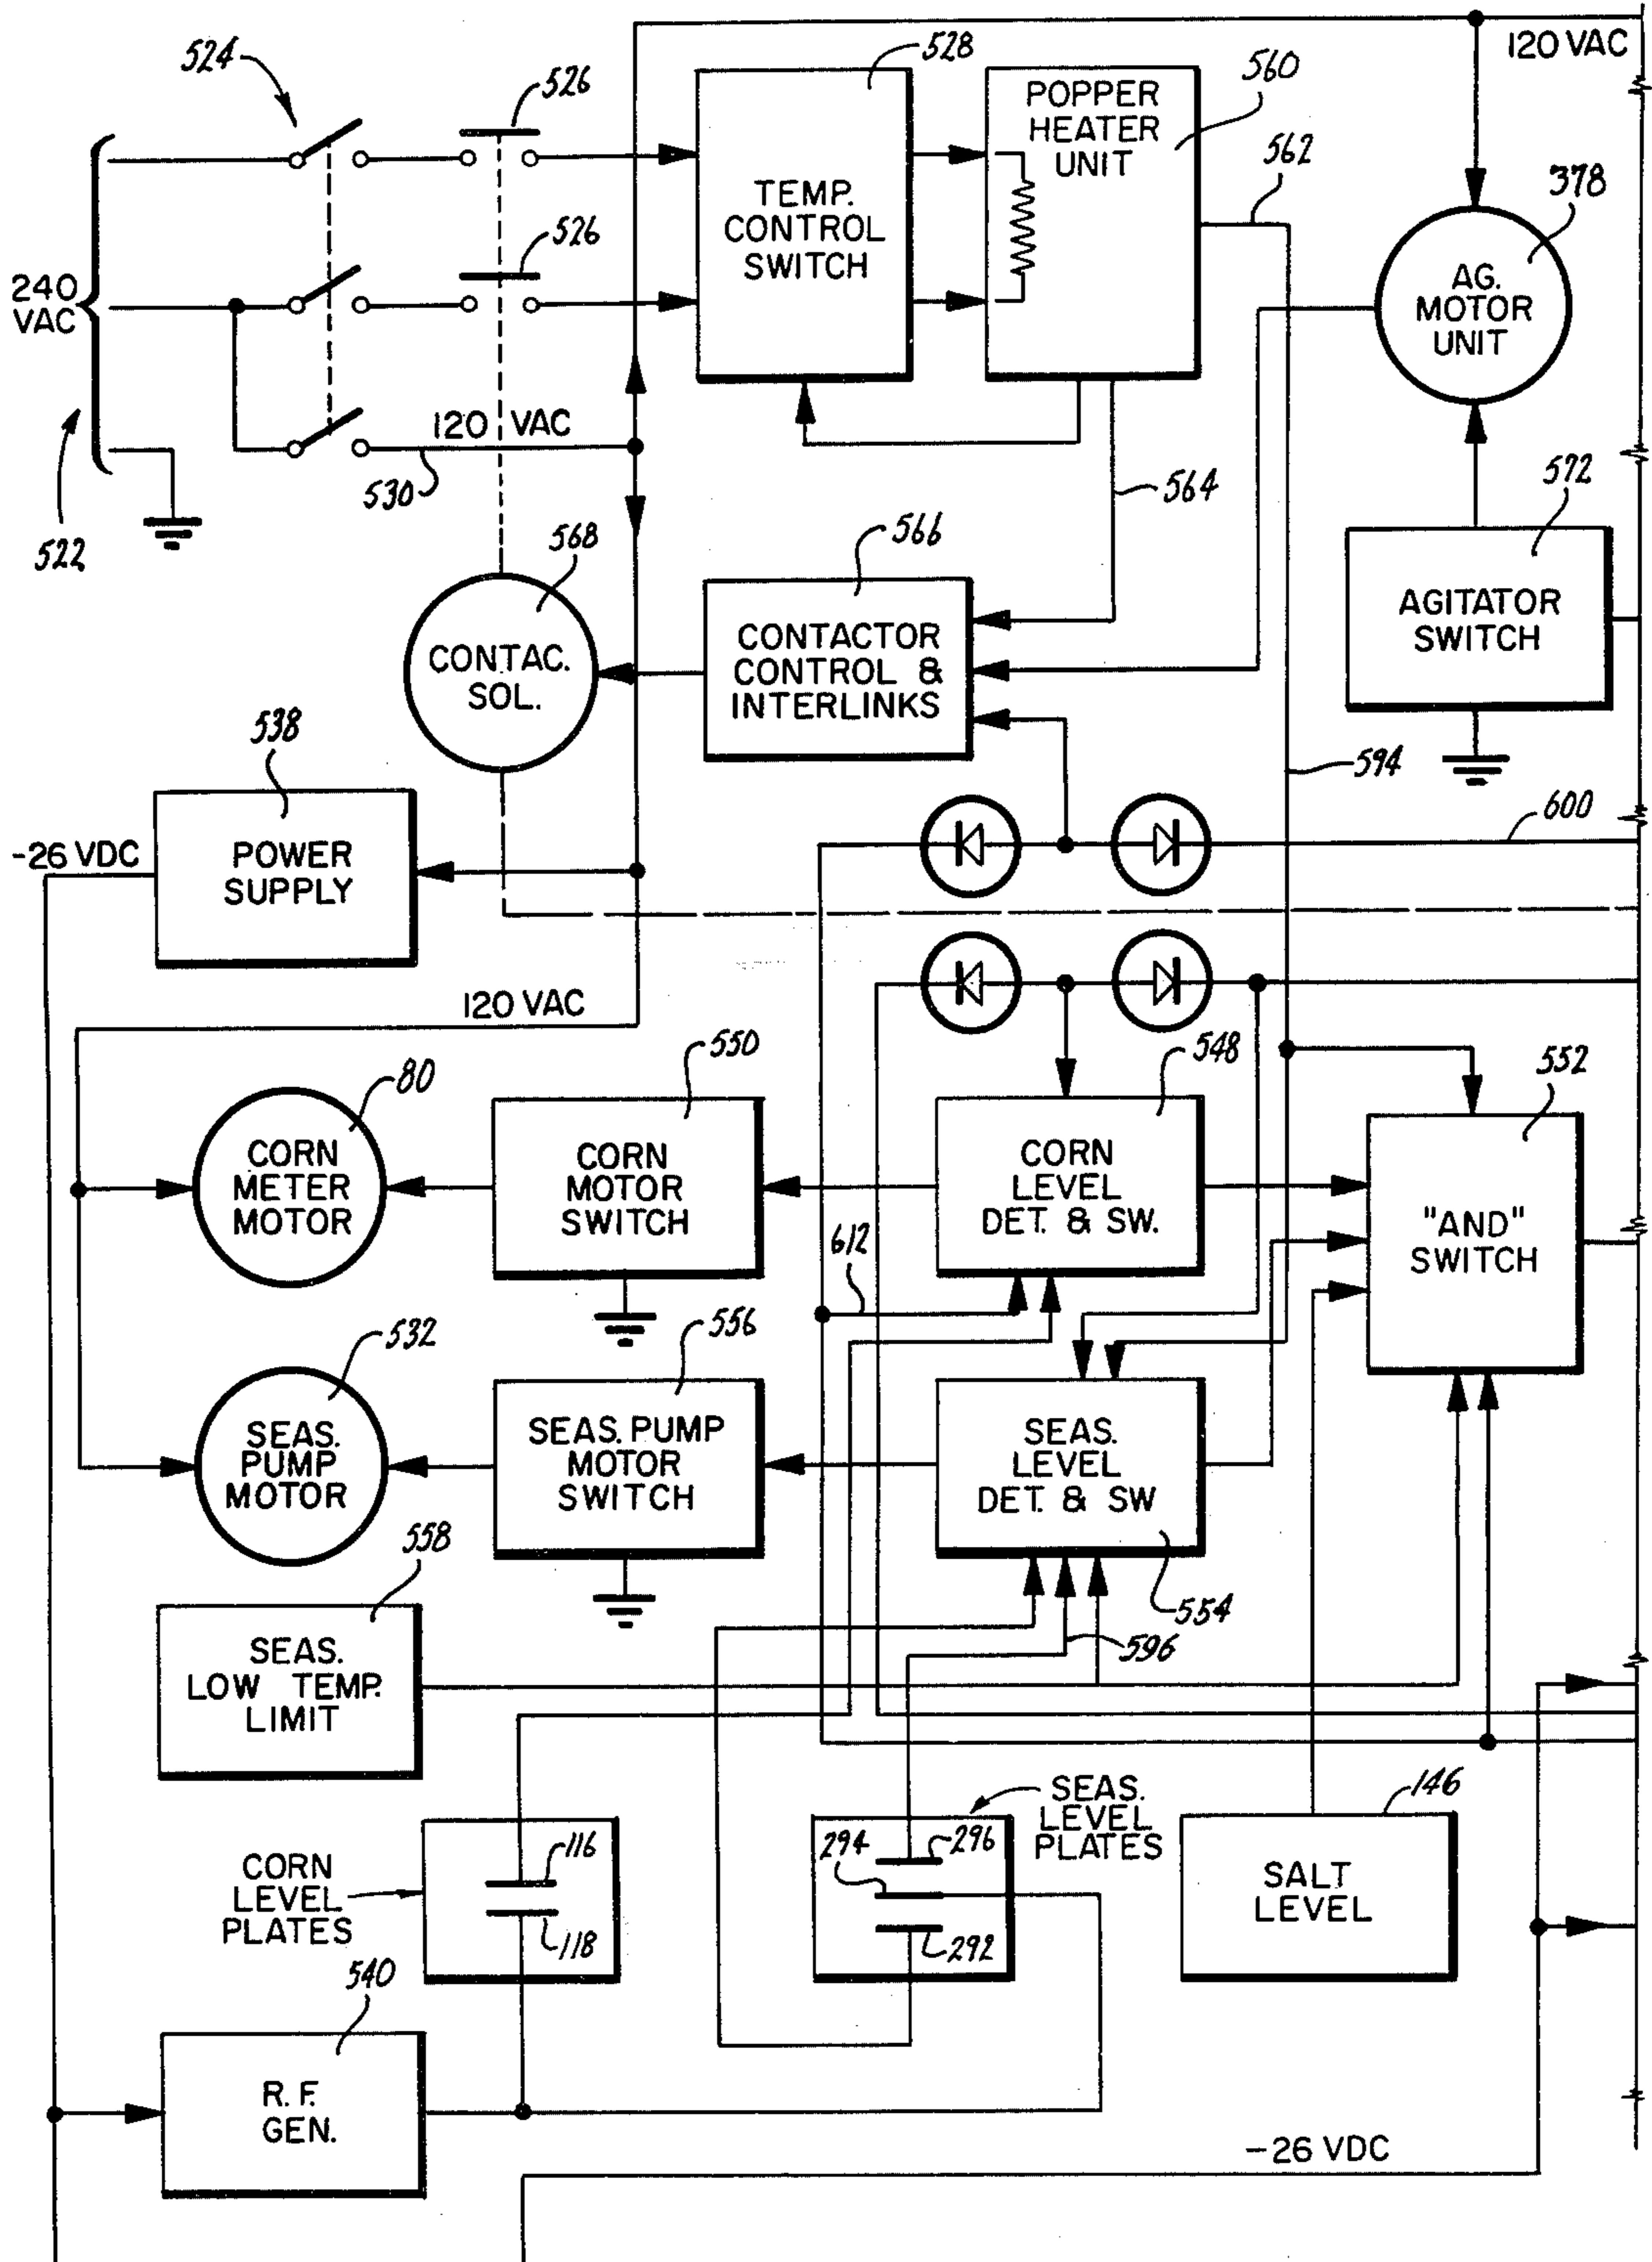 524
526
528
POPPER
HEATER
UNIT
560
120 VAC
562
378
TEMP.
CONTROL
SWITCH
526
240
VAC
AG.
MOTOR
UNIT
120 VAC
530
522
564
572
568
566
AGITATOR
SWITCH
CONTACTOR
CONTROL &
INTERLINKS
CONTAC.
SOL.
538
594
600
-26 VDC
POWER
SUPPLY
120 VAC
550
548
552
80
CORN
METER
MOTOR
CORN
MOTOR
SWITCH
CORN
LEVEL
DET. & SW.
"AND"
SWITCH
612
532
556
SEAS.
PUMP
MOTOR
SEAS. PUMP
MOTOR
SWITCH
SEAS.
LEVEL
DET. & SW
558
554
596
SEAS.
LOW TEMP.
LIMIT
SEAS.
LEVEL
PLATES
146
CORN
LEVEL
PLATES
116
118
294
296
292
SALT
LEVEL
540
R. F.
GEN.
-26 VDC